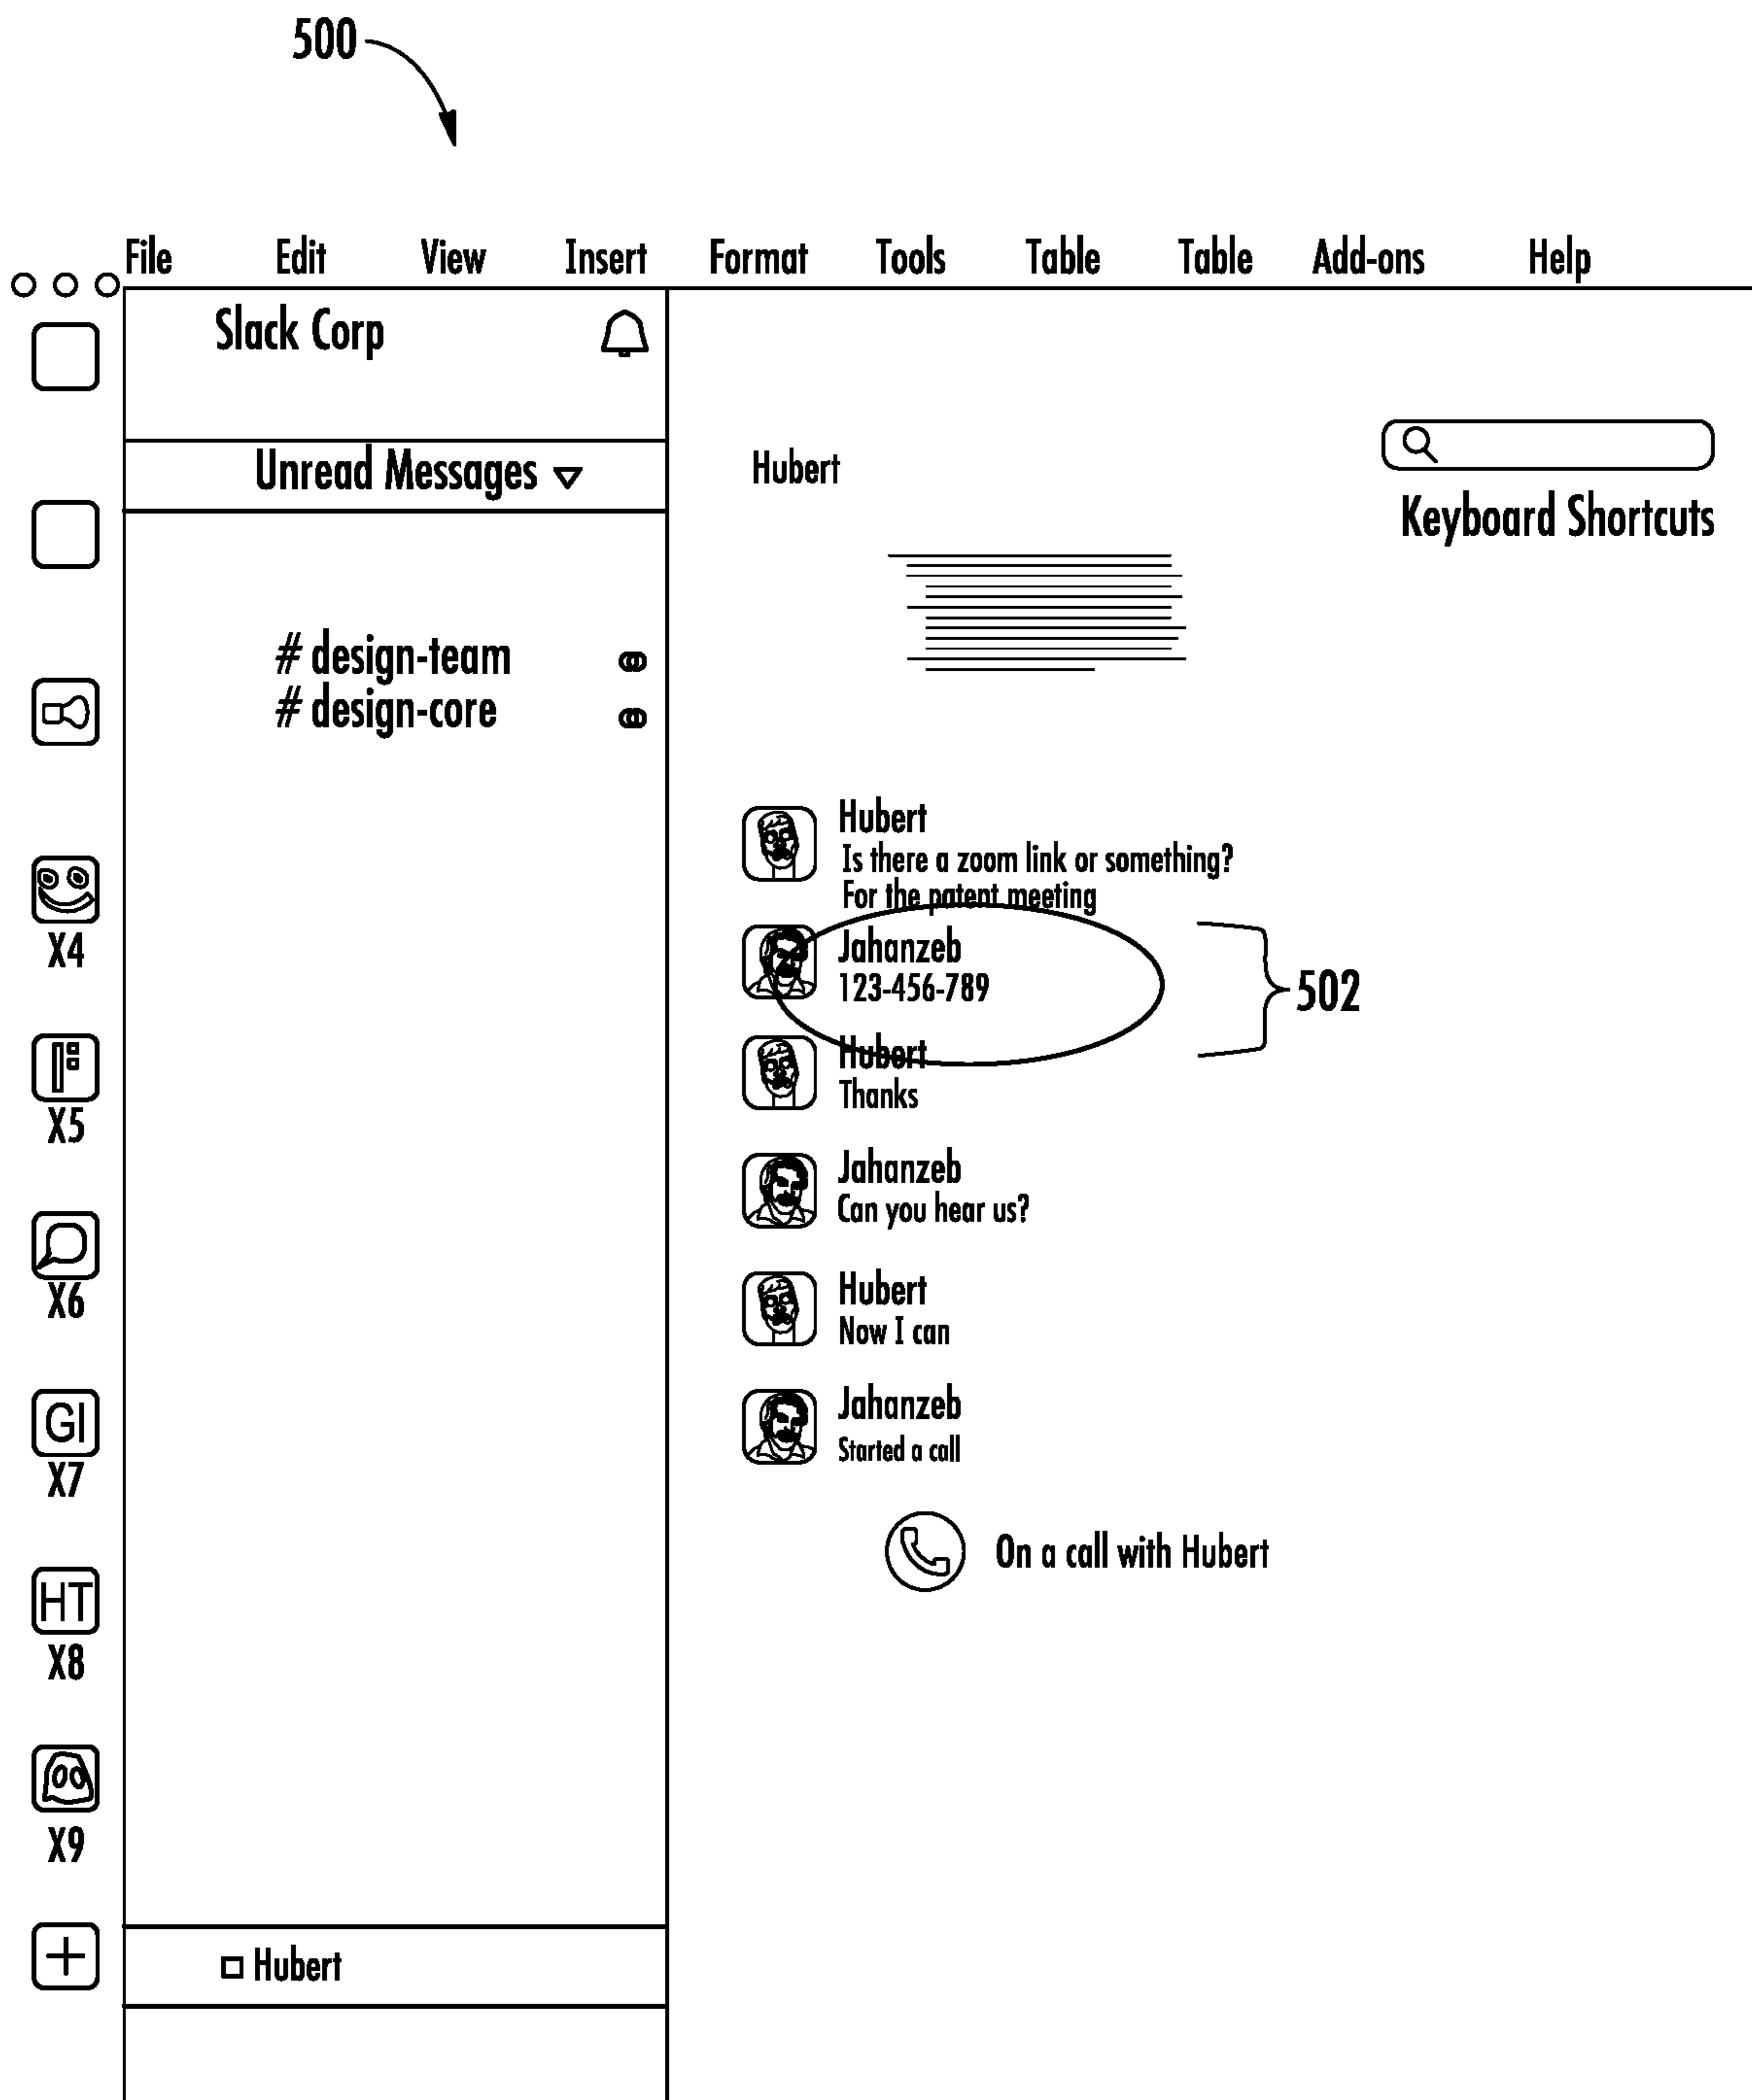 500
File Edit View Insert Format Tools Table Table Add-ons Help
Slack Corp
Unread Messages
# design-team
# design-core
X4
X5
X6
GI
X7
HT
X8
X9
Hubert
Hubert
Keyboard Shortcuts
Hubert
Is there a zoom link or something?
For the patent meeting
Jahanzeb
123-456-789
502
Hubert
Thanks
Jahanzeb
Can you hear us?
Hubert
Now I can
Jahanzeb
Started a call
On a call with Hubert